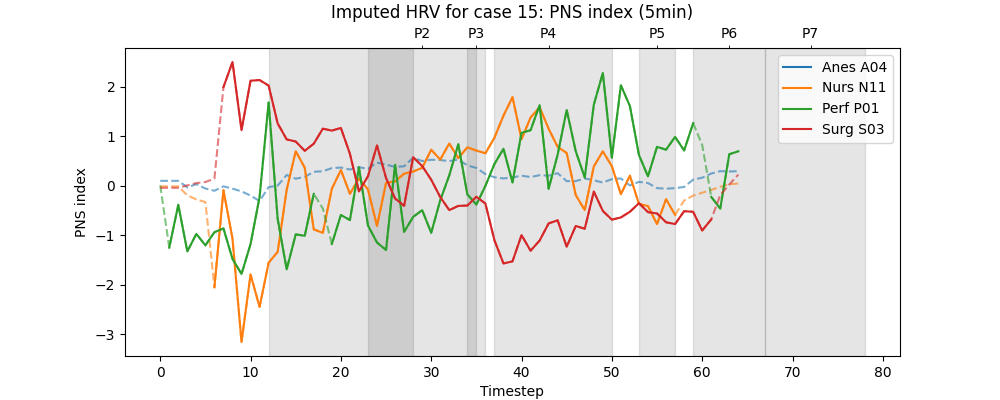 Imputed HRV for case 15: PNS index (5min)
P2 P3 P4 P5 P6 P7
Anes A04
Nurs N11
Perf P01
Surg S03
PNS index
2
1
0
−1
−2
−3
0 10 20 30 40 50 60 70 80
Timestep